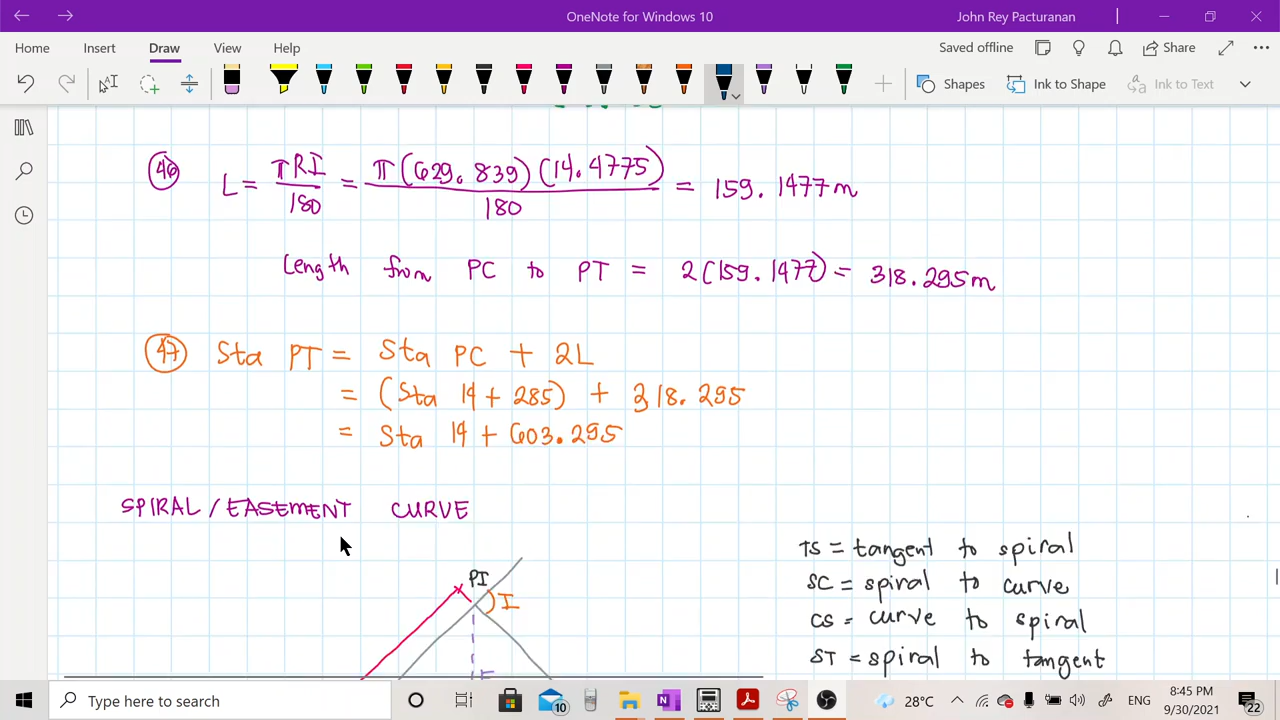 OneNote for Windows 10
John Rey Pacturanan
Home Insert Draw View Help
Saved offline
Share
Shapes
Ink to Shape
Ink to Text
46 L = πRI/180 = π(629.839)(14.4775)/180 = 159.1477m
Length from PC to PT = 2(159.1477) = 318.295m
47 Sta PT = Sta PC + 2L
= (Sta 14 + 285) + 318.295
= Sta 14 + 603.295
SPIRAL / EASEMENT CURVE
PI
I
TS = tangent to spiral
SC = spiral to curve
CS = curve to spiral
ST = spiral to tangent
Type here to search
10
28°C
ENG
8:45 PM
9/30/2021
22